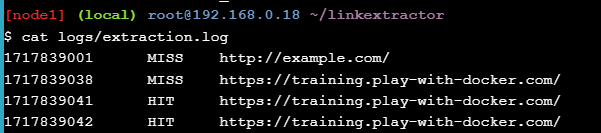 [node1] (local) root@192.168.0.18 ~/linkextractor
$ cat logs/extraction.log
1717839001      MISS    http://example.com/
1717839038      MISS    https://training.play-with-docker.com/
1717839041      HIT     https://training.play-with-docker.com/
1717839042      HIT     https://training.play-with-docker.com/